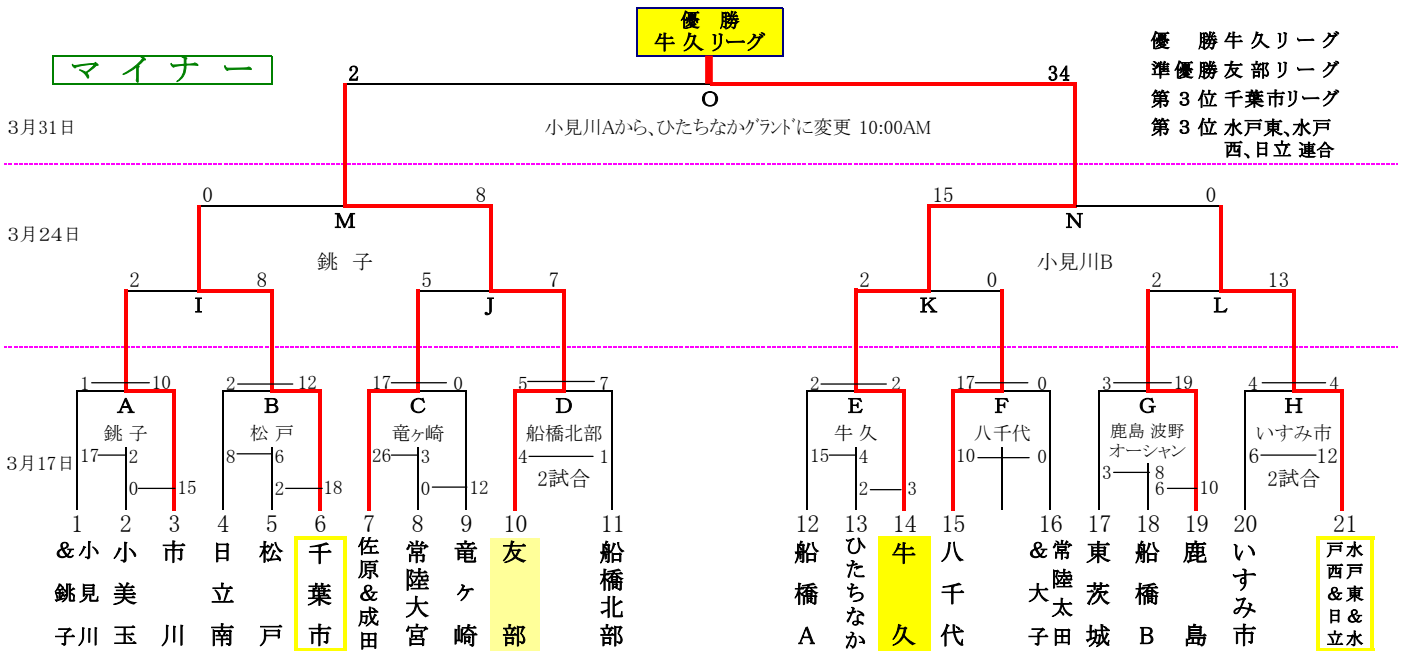 優 勝
牛久リーグ
マイナー
優 勝 牛久リーグ
準優勝 友部リーグ
第3位 千葉市リーグ
第3位 水戸東、水戸
西、日立 連合
2 34
O
3月31日
小見川Aから、ひたちなかグランドに変更 10:00AM
0 8 15 0
M N
3月24日
銚 子 小見川B
2 8 5 7 2 0 2 13
I J K L
1 10 2 12 17 0 5 7 2 2 17 0 3 19 4 4
A B C D E F G H
銚 子 松 戸 竜ヶ崎 船橋北部 牛 久 八千代 鹿島 波野 いすみ市
オーシャン
3月17日
17 2 8 6 26 3 4 1 15 4 10 0 3 8 6 12
2試合 2試合
0 15 2 18 0 12 2 3 6 10
1 2 3 4 5 6 7 8 9 10 11 12 13 14 15 16 17 18 19 20 21
小見川
&銚子
小美玉
市川
日立南
松戸
千葉市
佐原&成田
常陸大宮
竜ヶ崎
友部
船橋北部
船橋A
ひたちなか
牛久
八千代
常陸太田
&大子
東茨城
船橋B
鹿島
いすみ市
水戸東&水
戸西&日立